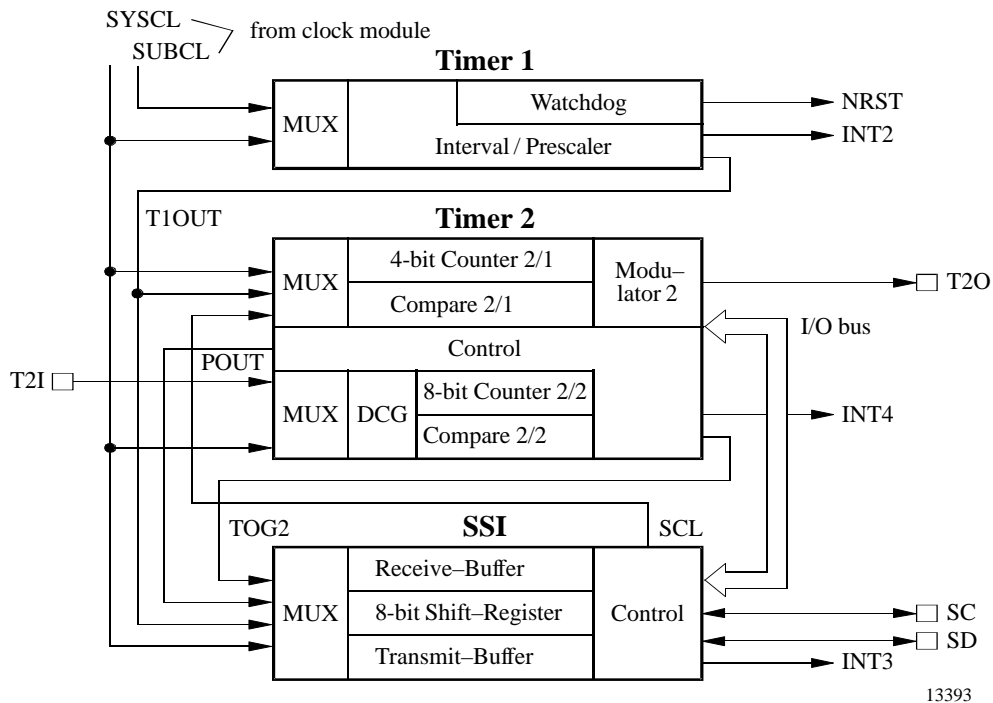 SYSCL
from clock module
SUBCL
Timer 1
Watchdog
NRST
MUX
Interval / Prescaler
INT2
T1OUT
Timer 2
4-bit Counter 2/1
MUX
Modu–
lator 2
T2O
Compare 2/1
I/O bus
Control
POUT
T2I
8-bit Counter 2/2
MUX
DCG
INT4
Compare 2/2
TOG2
SSI
SCL
Receive–Buffer
MUX
8-bit Shift–Register
Control
SC
SD
Transmit–Buffer
INT3
13393